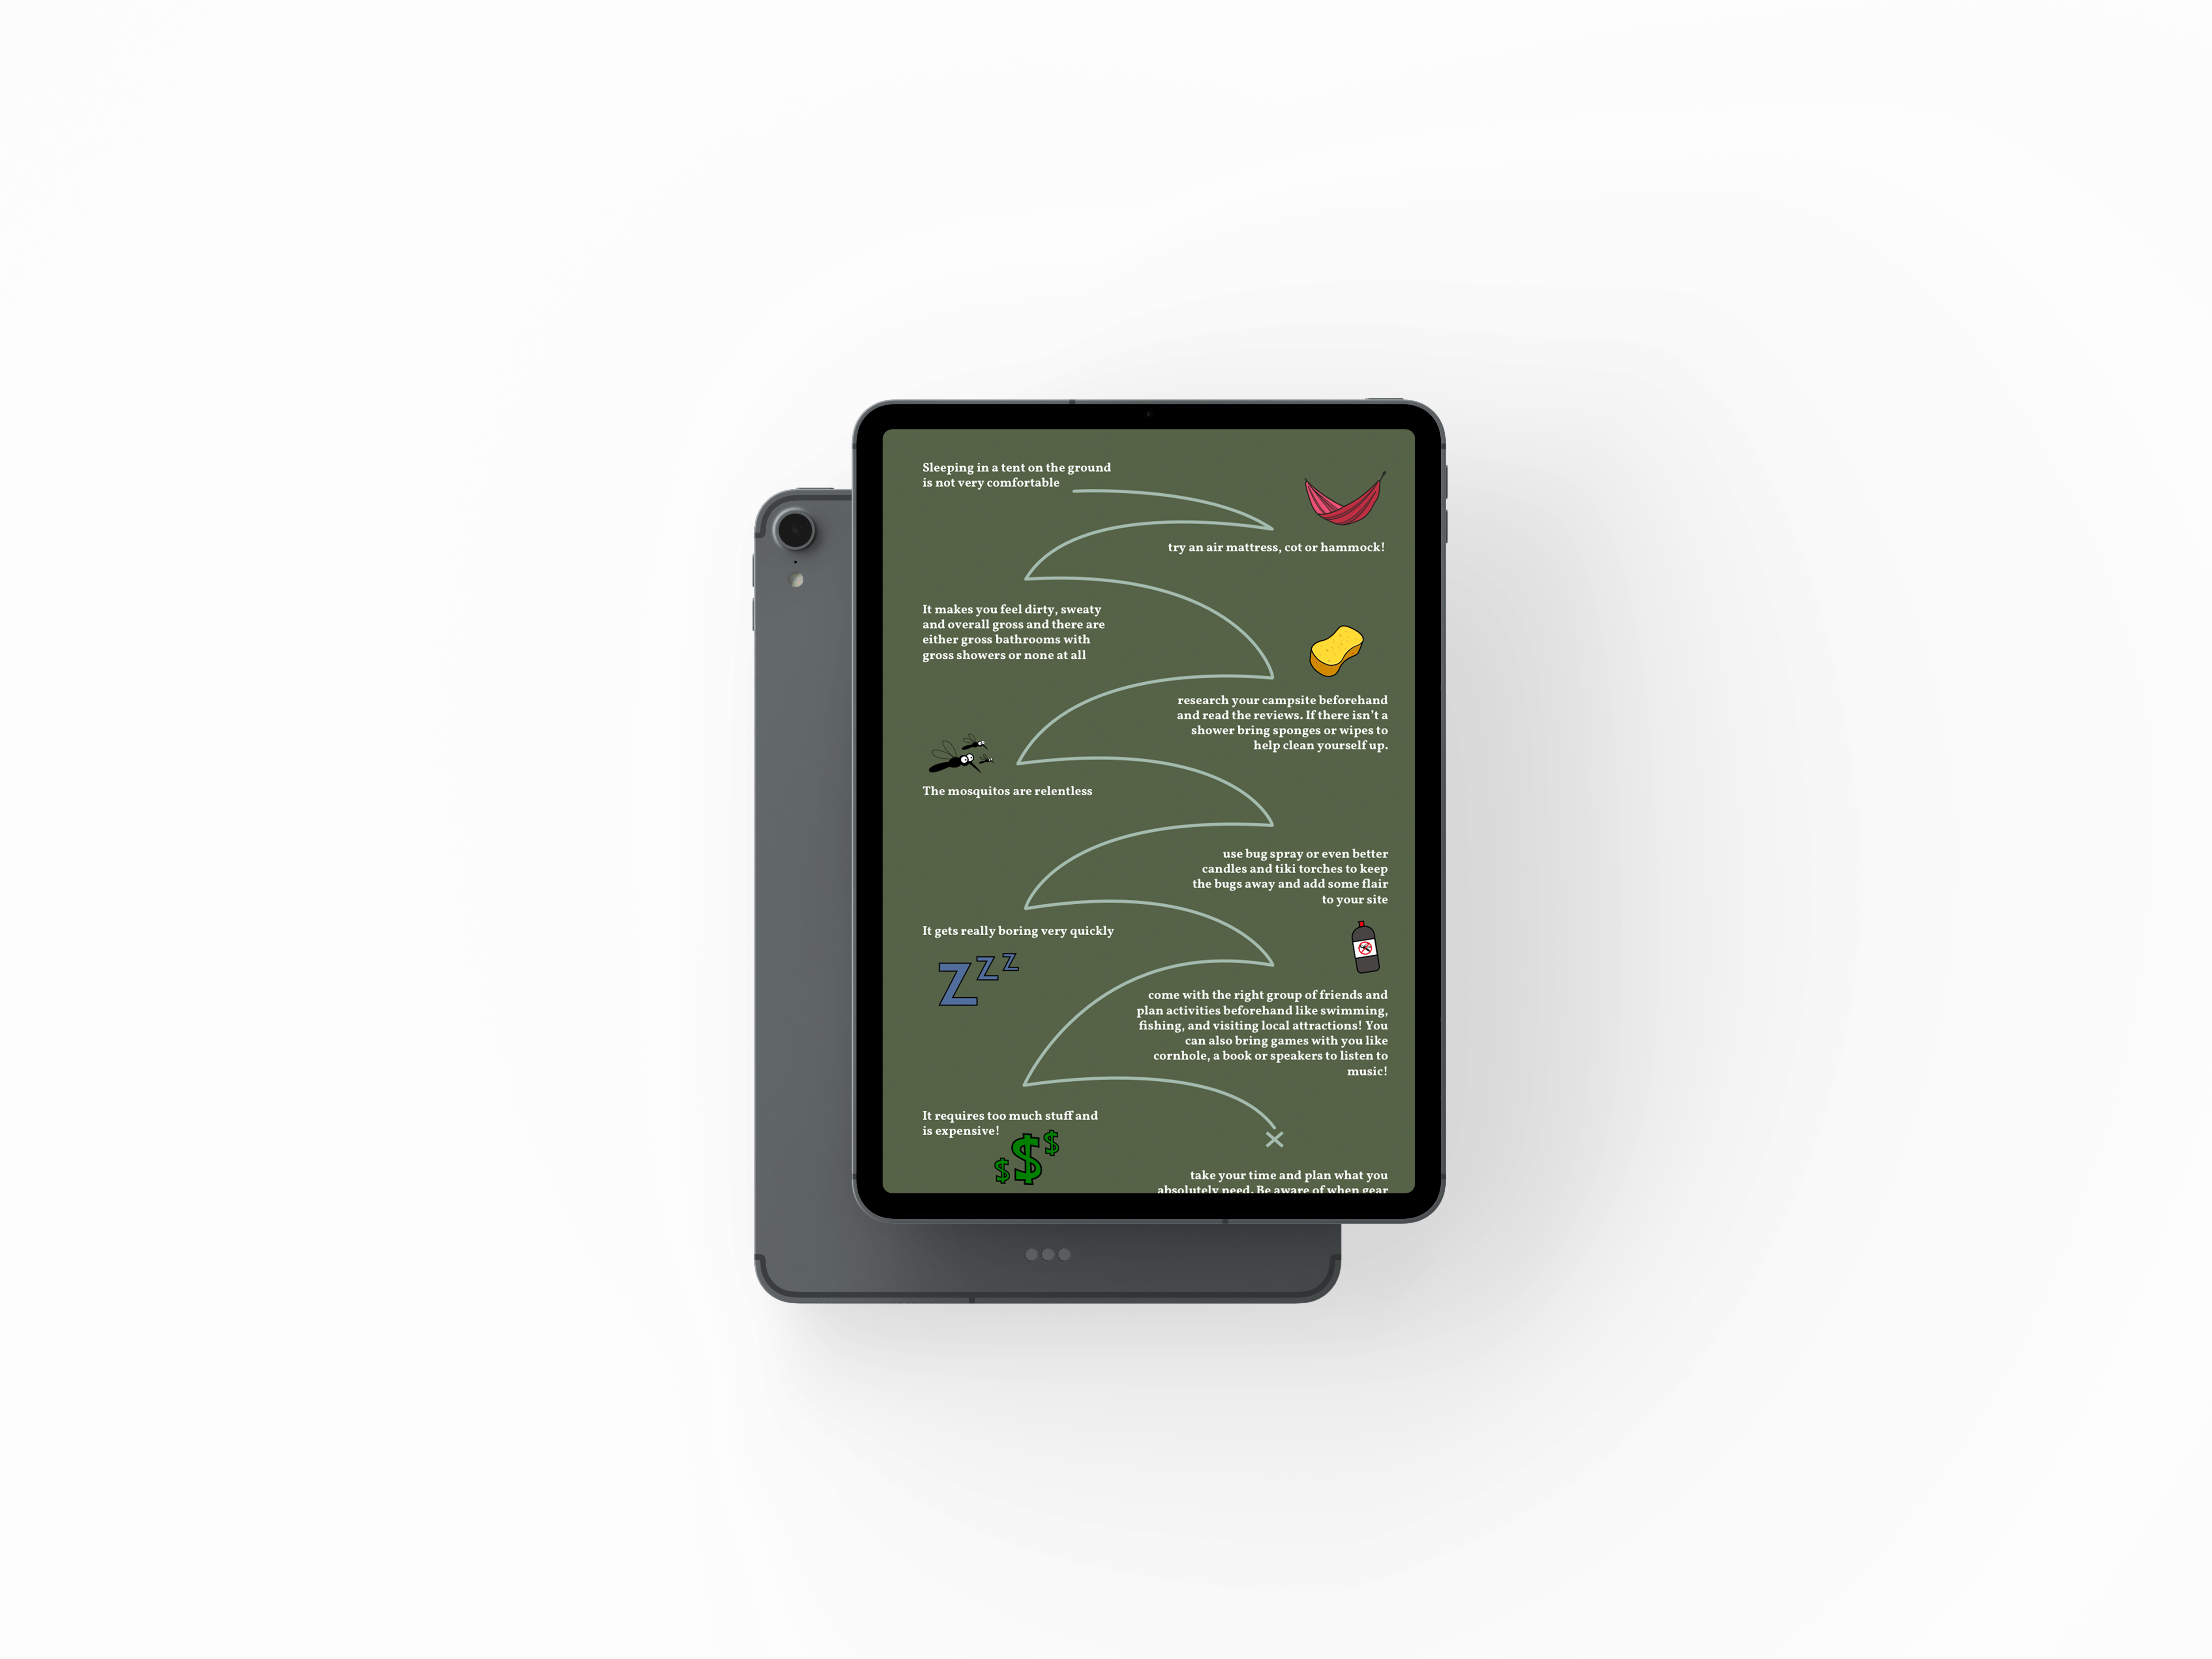 Sleeping in a tent on the ground
is not very comfortable
try an air mattress, cot or hammock!
It makes you feel dirty, sweaty
and overall gross and there are
either gross bathrooms with
gross showers or none at all
research your campsite beforehand
and read the reviews. If there isn't a
shower bring sponges or wipes to
help clean yourself up.
The mosquitos are relentless
use bug spray or even better
candles and tiki torches to keep
the bugs away and add some flair
to your site
It gets really boring very quickly
Z Z Z
come with the right group of friends and
plan activities beforehand like swimming,
fishing, and visiting local attractions! You
can also bring games with you like
cornhole, a book or speakers to listen to
music!
It requires too much stuff and
is expensive!
$ $ $
take your time and plan what you
absolutely need. Be aware of when gear